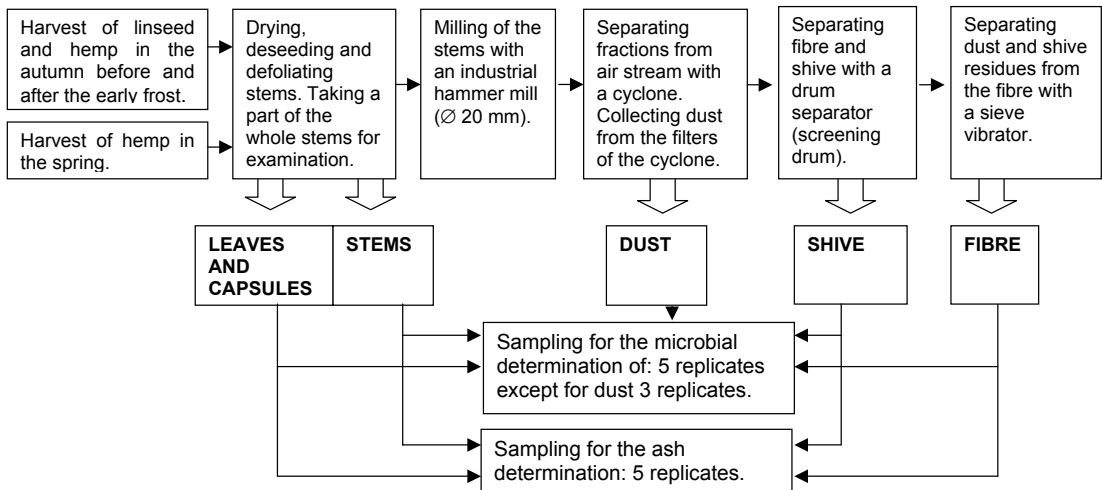 Harvest of linseed
and hemp in the
autumn before and
after the early frost.
Harvest of hemp in
the spring.
Drying,
deseeding and
defoliating
stems. Taking a
part of the
whole stems for
examination.
Milling of the
stems with
an industrial
hammer mill
(∅ 20 mm).
Separating
fractions from
air stream with
a cyclone.
Collecting dust
from the filters
of the cyclone.
Separating
fibre and
shive with a
drum
separator
(screening
drum).
Separating
dust and shive
residues from
the fibre with
a sieve
vibrator.
LEAVES
AND
CAPSULES
STEMS
DUST
SHIVE
FIBRE
Sampling for the microbial
determination of: 5 replicates
except for dust 3 replicates.
Sampling for the ash
determination: 5 replicates.